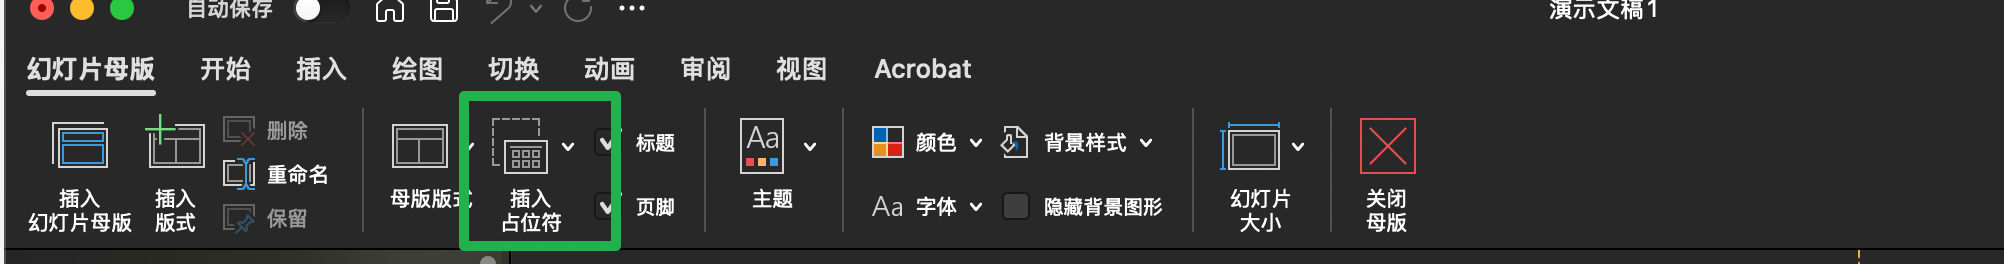 自动保存
演示文稿1
幻灯片母版 开始 插入 绘图 切换 动画 审阅 视图 Acrobat
插入
幻灯片母版
插入
版式
删除
重命名
保留
母版版式
插入
占位符
标题
页脚
Aa
主题
颜色
Aa 字体
背景样式
隐藏背景图形
幻灯片
大小
关闭
母版